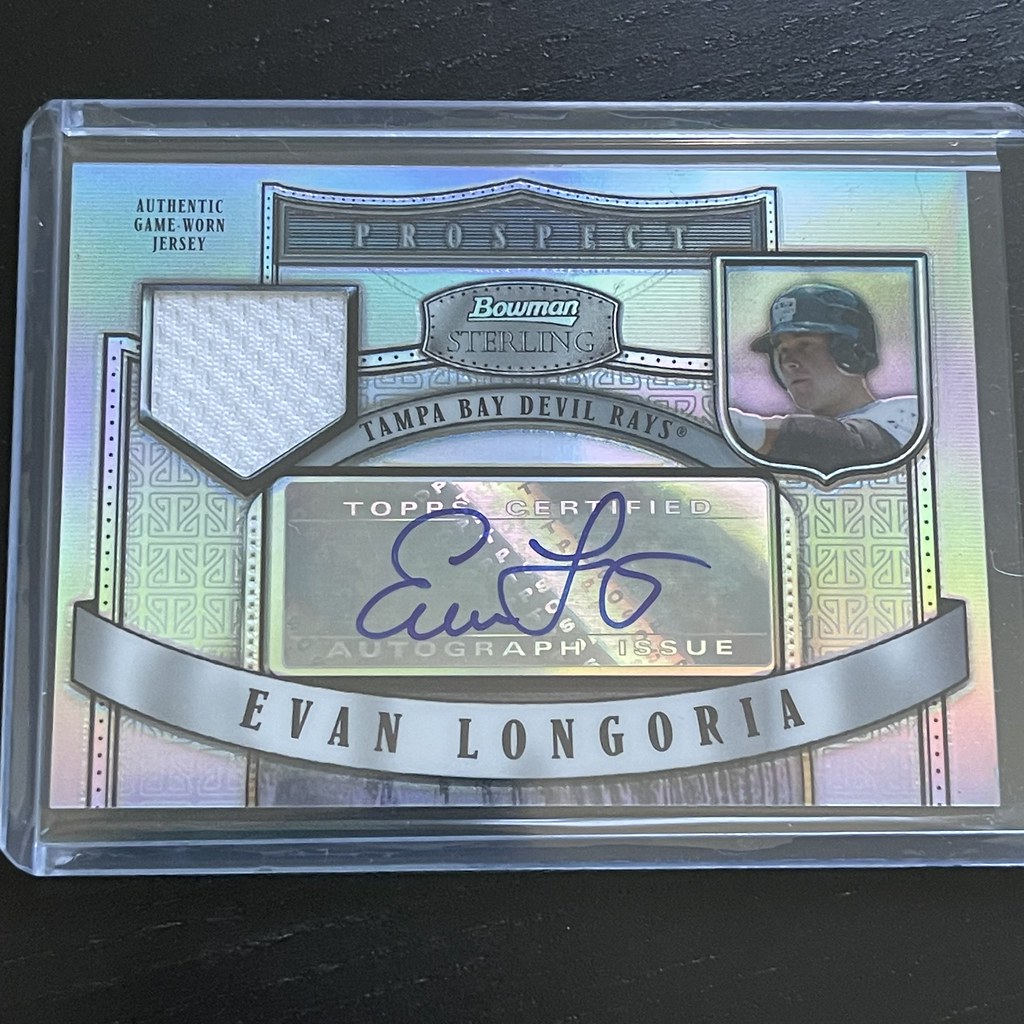 AUTHENTIC
GAME-WORN
JERSEY
PROSPECT
Bowman
STERLING
TAMPA BAY DEVIL RAYS®
TOPPS CERTIFIED
AUTOGRAPH ISSUE
EVAN LONGORIA